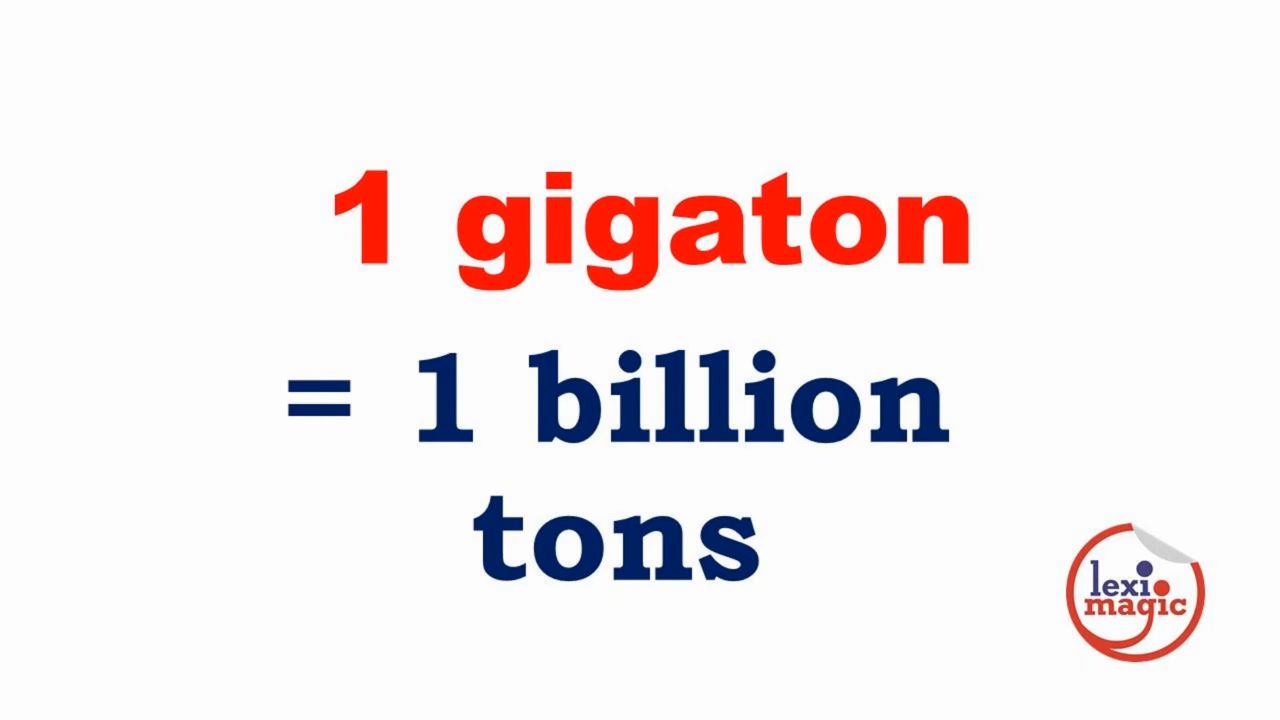 1 gigaton
= 1 billion
tons
lexi
magic